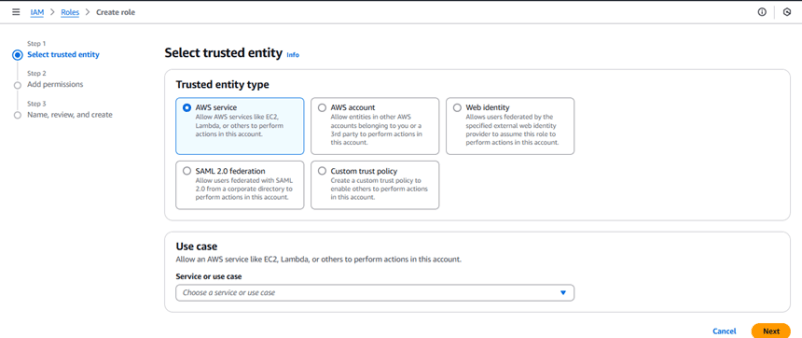 IAM > Roles > Create role
Step 1
Select trusted entity
Step 2
Add permissions
Step 3
Name, review, and create
Select trusted entity Info
Trusted entity type
AWS service
Allow AWS services like EC2,
Lambda, or others to perform
actions in this account.
AWS account
Allow entities in other AWS
accounts belonging to you or a
3rd party to perform actions in
this account.
Web identity
Allows users federated by the
specified external web identity
provider to assume this role to
perform actions in this account.
SAML 2.0 federation
Allow users federated with SAML
2.0 from a corporate directory to
perform actions in this account.
Custom trust policy
Create a custom trust policy to
enable others to perform actions
in this account.
Use case
Allow an AWS service like EC2, Lambda, or others to perform actions in this account.
Service or use case
Choose a service or use case
Cancel Next